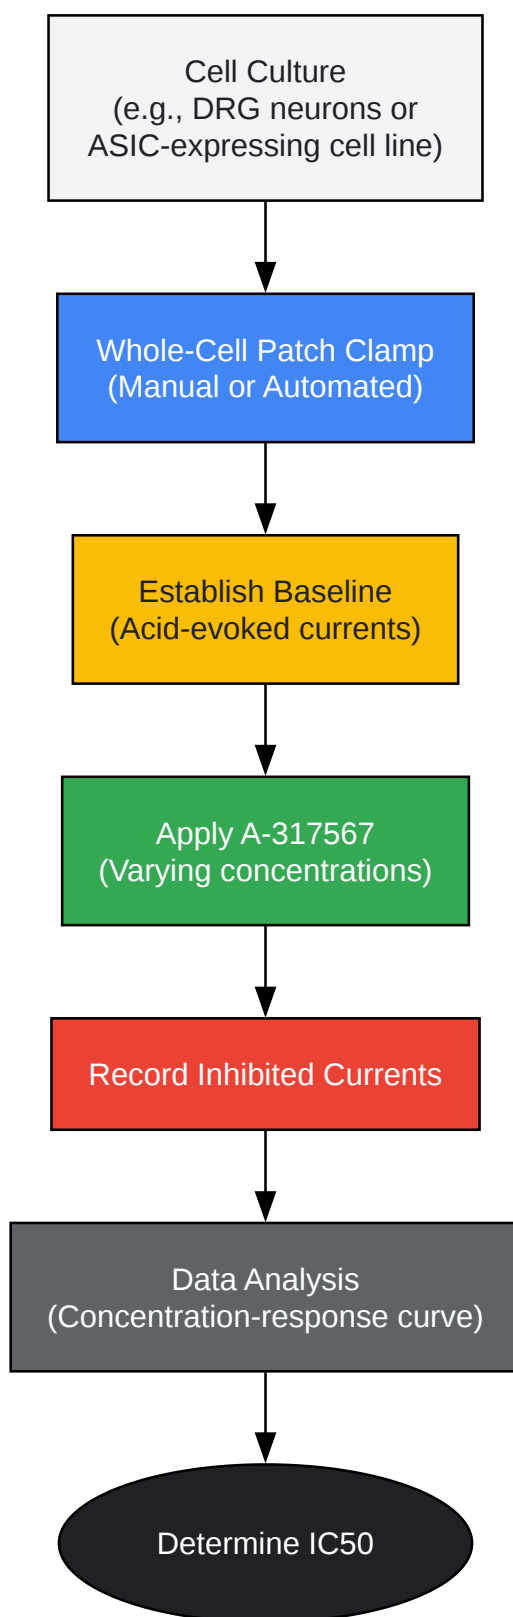 Cell Culture
(e.g., DRG neurons or
ASIC-expressing cell line)
Whole-Cell Patch Clamp
(Manual or Automated)
Establish Baseline
(Acid-evoked currents)
Apply A-317567
(Varying concentrations)
Record Inhibited Currents
Data Analysis
(Concentration-response curve)
Determine IC50